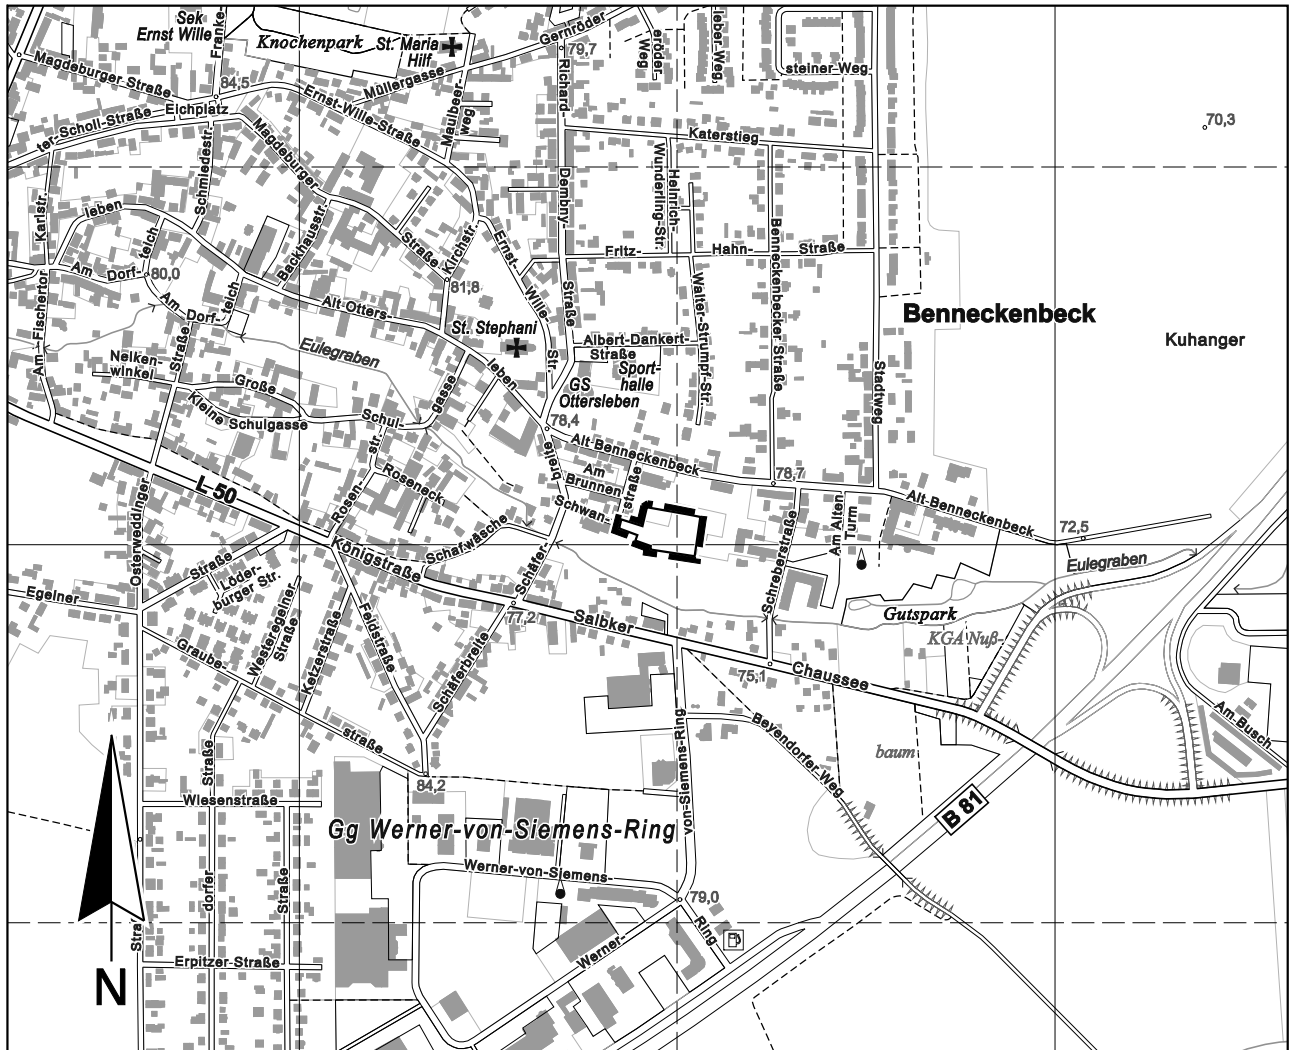 Sek
Ernst Wille
Franke-
Knochenpark
St. Maria
Hilf
Gernröder
79,7
eröder-
Weg
leber-Weg
steiner-Weg
Magdeburger-Straße
84,5
Müllergasse
Richard-
70,3
ter-Scholl-Straße
Eichplatz
Ernst-Wille-Straße
Maulbeer-
weg
Katerstieg
Magdeburger
Schmiedestr.
Karlstr.
leben
teich
Backhausstr.
Straße
Kirchstr.
Ernst-
Wille-
Str.
Dembny-
Straße
Wunderling-Str.
Heinrich-
Fritz-
Hahn-
Straße
Benneckenbecker-Straße
Am
Dorf-
80,0
Am
Dorf-
teich
Straße
Am-Fischertor
Alt-Otters-
81,8
St. Stephani
leben
Eulegraben
Walter-Strumpf-Str.
Albert-Dankert-
Straße
Sport-
halle
GS
Ottersleben
Stadtweg
Benneckenbeck
Kuhanger
Nelken-
winkel
Große
Kleine
Schulgasse
Schul-
gasse
78,4
Alt-Benneckenbeck
78,7
L 50
Rosen-
str.
Roseneck
breite
Am
Brunnen
Schwan-
straße
Alt-Benneckenbeck
72,5
Am Alten
Turm
Schreberstraße
Osterweddinger-
Straße
Königstraße
Schafwäsche
Schäfer-
Eulegraben
Egelner
Straße
Löder-
burger Str.
Westeregelner
Straße
Ketzerstraße
Feldstraße
77,2
Salbker
Gutspark
KGA Nuß-
baum
Graube-
straße
Schäferbreite
75,1
Chaussee
von-Siemens-Ring
Beyendorfer-Weg
Am-Busch
84,2
Straße
dorfer-
Wiesenstraße
Straße
Gg Werner-von-Siemens-Ring
B 81
Werner-von-Siemens-
79,0
Ring
Werner-
Stra
Erpitzer-Straße
N